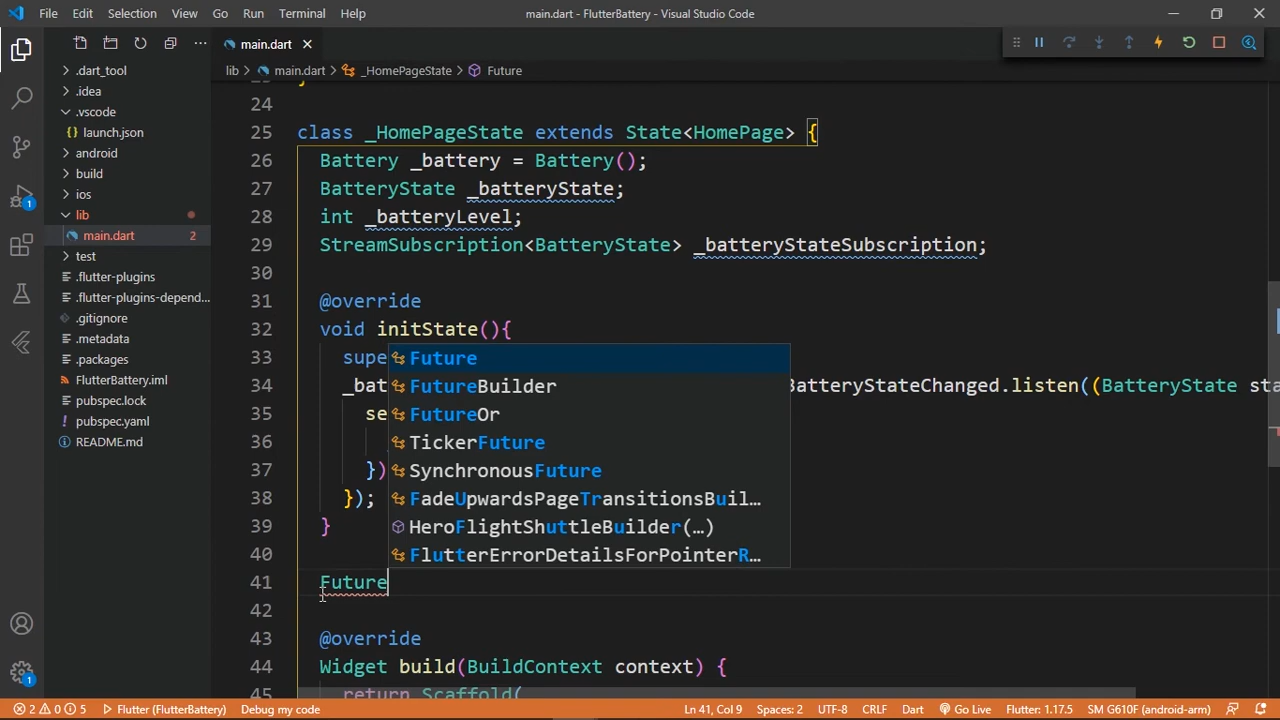 File Edit Selection View Go Run Terminal Help
main.dart - FlutterBattery - Visual Studio Code
main.dart
lib > main.dart > _HomePageState > Future
.dart_tool
.idea
.vscode
launch.json
android
build
ios
lib
main.dart 2
test
.flutter-plugins
.flutter-plugins-depend...
.gitignore
.metadata
.packages
FlutterBattery.iml
pubspec.lock
pubspec.yaml
README.md
1
1
24
25 class _HomePageState extends State<HomePage> {
26 Battery _battery = Battery();
27 BatteryState _batteryState;
28 int _batteryLevel;
29 StreamSubscription<BatteryState> _batteryStateSubscription;
30
31 @override
32 void initState(){
33 supe
34 _bat BatteryStateChanged.listen((BatteryState sta
35 se
36
37 })
38 });
39 }
40
41 Future
42
43 @override
44 Widget build(BuildContext context) {
45 return Scaffold(
Future
FutureBuilder
FutureOr
TickerFuture
SynchronousFuture
FadeUpwardsPageTransitionsBuil...
HeroFlightShuttleBuilder(…)
FlutterErrorDetailsForPointerR...
2 0 5 Flutter (FlutterBattery) Debug my code Ln 41, Col 9 Spaces: 2 UTF-8 CRLF Dart Go Live Flutter: 1.17.5 SM G610F (android-arm)